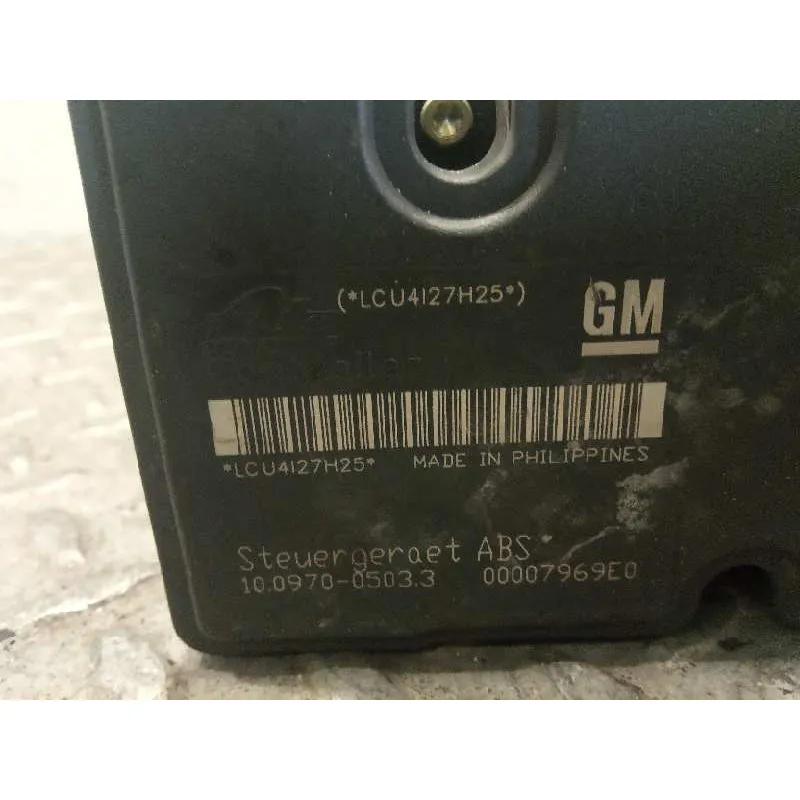 (*LCU4127H25*)
GM
*LCU4127H25* MADE IN PHILIPPINES
Steuergeraet ABS
10.0970-0503.3 00007969E0